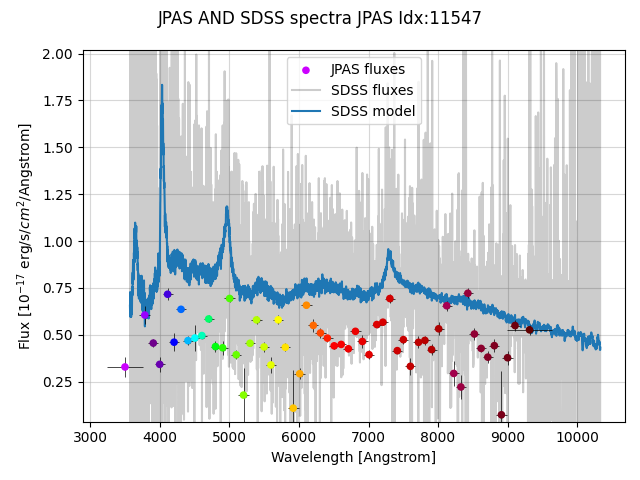 JPAS AND SDSS spectra JPAS Idx:11547
JPAS fluxes
SDSS fluxes
SDSS model
Flux [10⁻¹⁷ erg/s/cm²/Angstrom]
2.00
1.75
1.50
1.25
1.00
0.75
0.50
0.25
3000 4000 5000 6000 7000 8000 9000 10000
Wavelength [Angstrom]